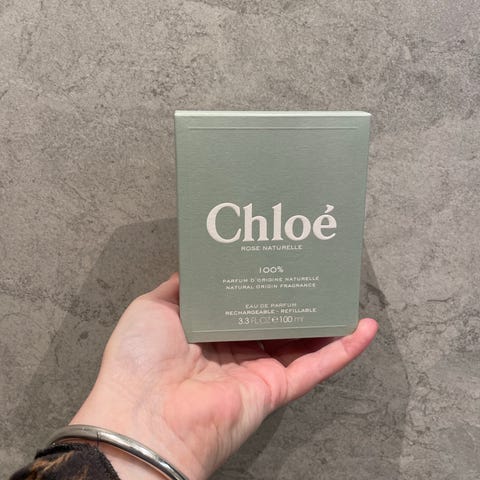 Chloé
ROSE NATURELLE
100%
PARFUM D'ORIGINE NATURELLE
NATURAL ORIGIN FRAGRANCE
EAU DE PARFUM
RECHARGEABLE - REFILLABLE
3.3 FL.OZ ℮ 100 ml